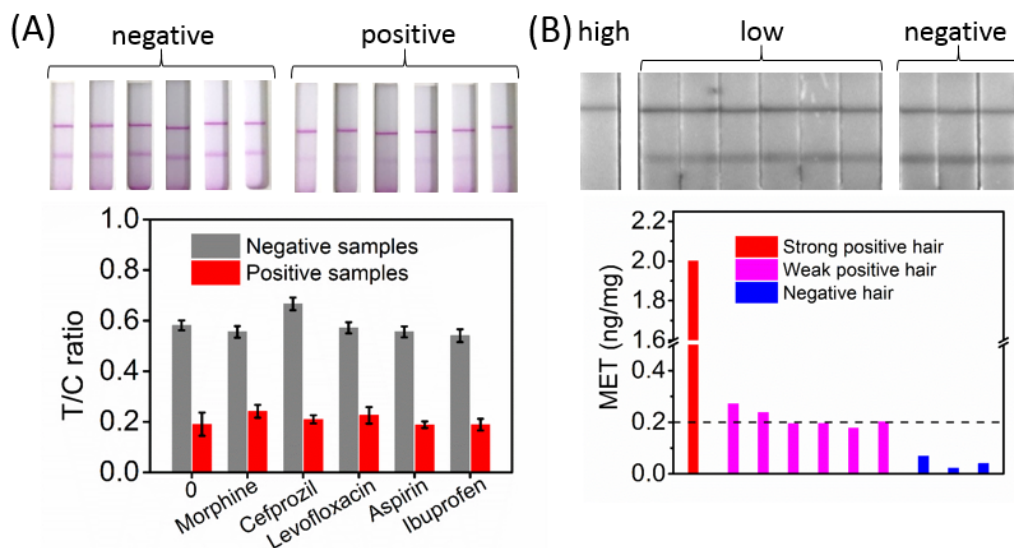 (A)
negative
positive
1.0
0.8
0.6
0.4
0.2
0.0
T/C ratio
Negative samples
Positive samples
0
Morphine
Cefprozil
Levofloxacin
Aspirin
Ibuprofen
(B)
high
low
negative
2.2
2.0
1.8
1.6
0.4
0.2
0.0
MET (ng/mg)
Strong positive hair
Weak positive hair
Negative hair